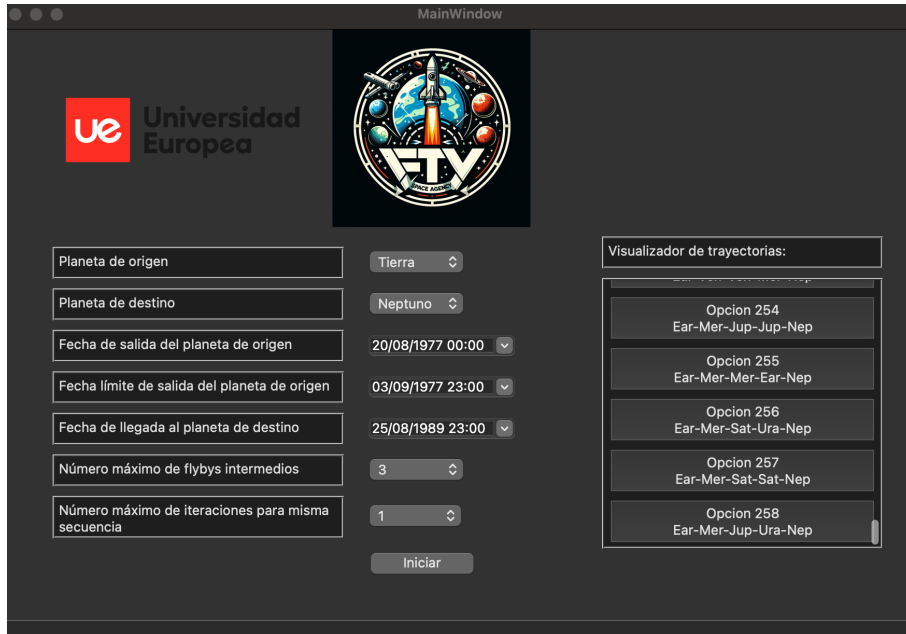 MainWindow
ue Universidad
Europea
FTY
SPACE AGENCY
Planeta de origen
Tierra
Planeta de destino
Neptuno
Fecha de salida del planeta de origen
20/08/1977 00:00
Fecha límite de salida del planeta de origen
03/09/1977 23:00
Fecha de llegada al planeta de destino
25/08/1989 23:00
Número máximo de flybys intermedios
3
Número máximo de iteraciones para misma
secuencia
1
Iniciar
Visualizador de trayectorias:
Opcion 254
Ear-Mer-Jup-Jup-Nep
Opcion 255
Ear-Mer-Mer-Ear-Nep
Opcion 256
Ear-Mer-Sat-Ura-Nep
Opcion 257
Ear-Mer-Sat-Sat-Nep
Opcion 258
Ear-Mer-Jup-Ura-Nep